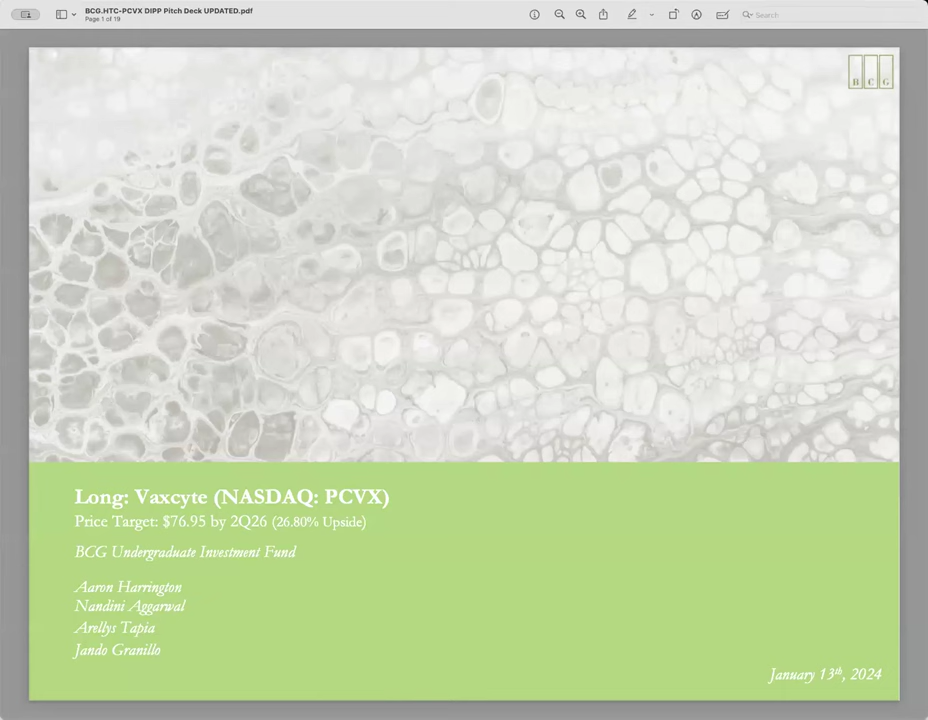 BCG.HTC-PCVX DIPP Pitch Deck UPDATED.pdf
Page 1 of 19
Search
B C G
Long: Vaxcyte (NASDAQ: PCVX)
Price Target: $76.95 by 2Q26 (26.80% Upside)
BCG Undergraduate Investment Fund
Aaron Harrington
Nandini Aggarwal
Arellys Tapia
Jando Granillo
January 13th, 2024